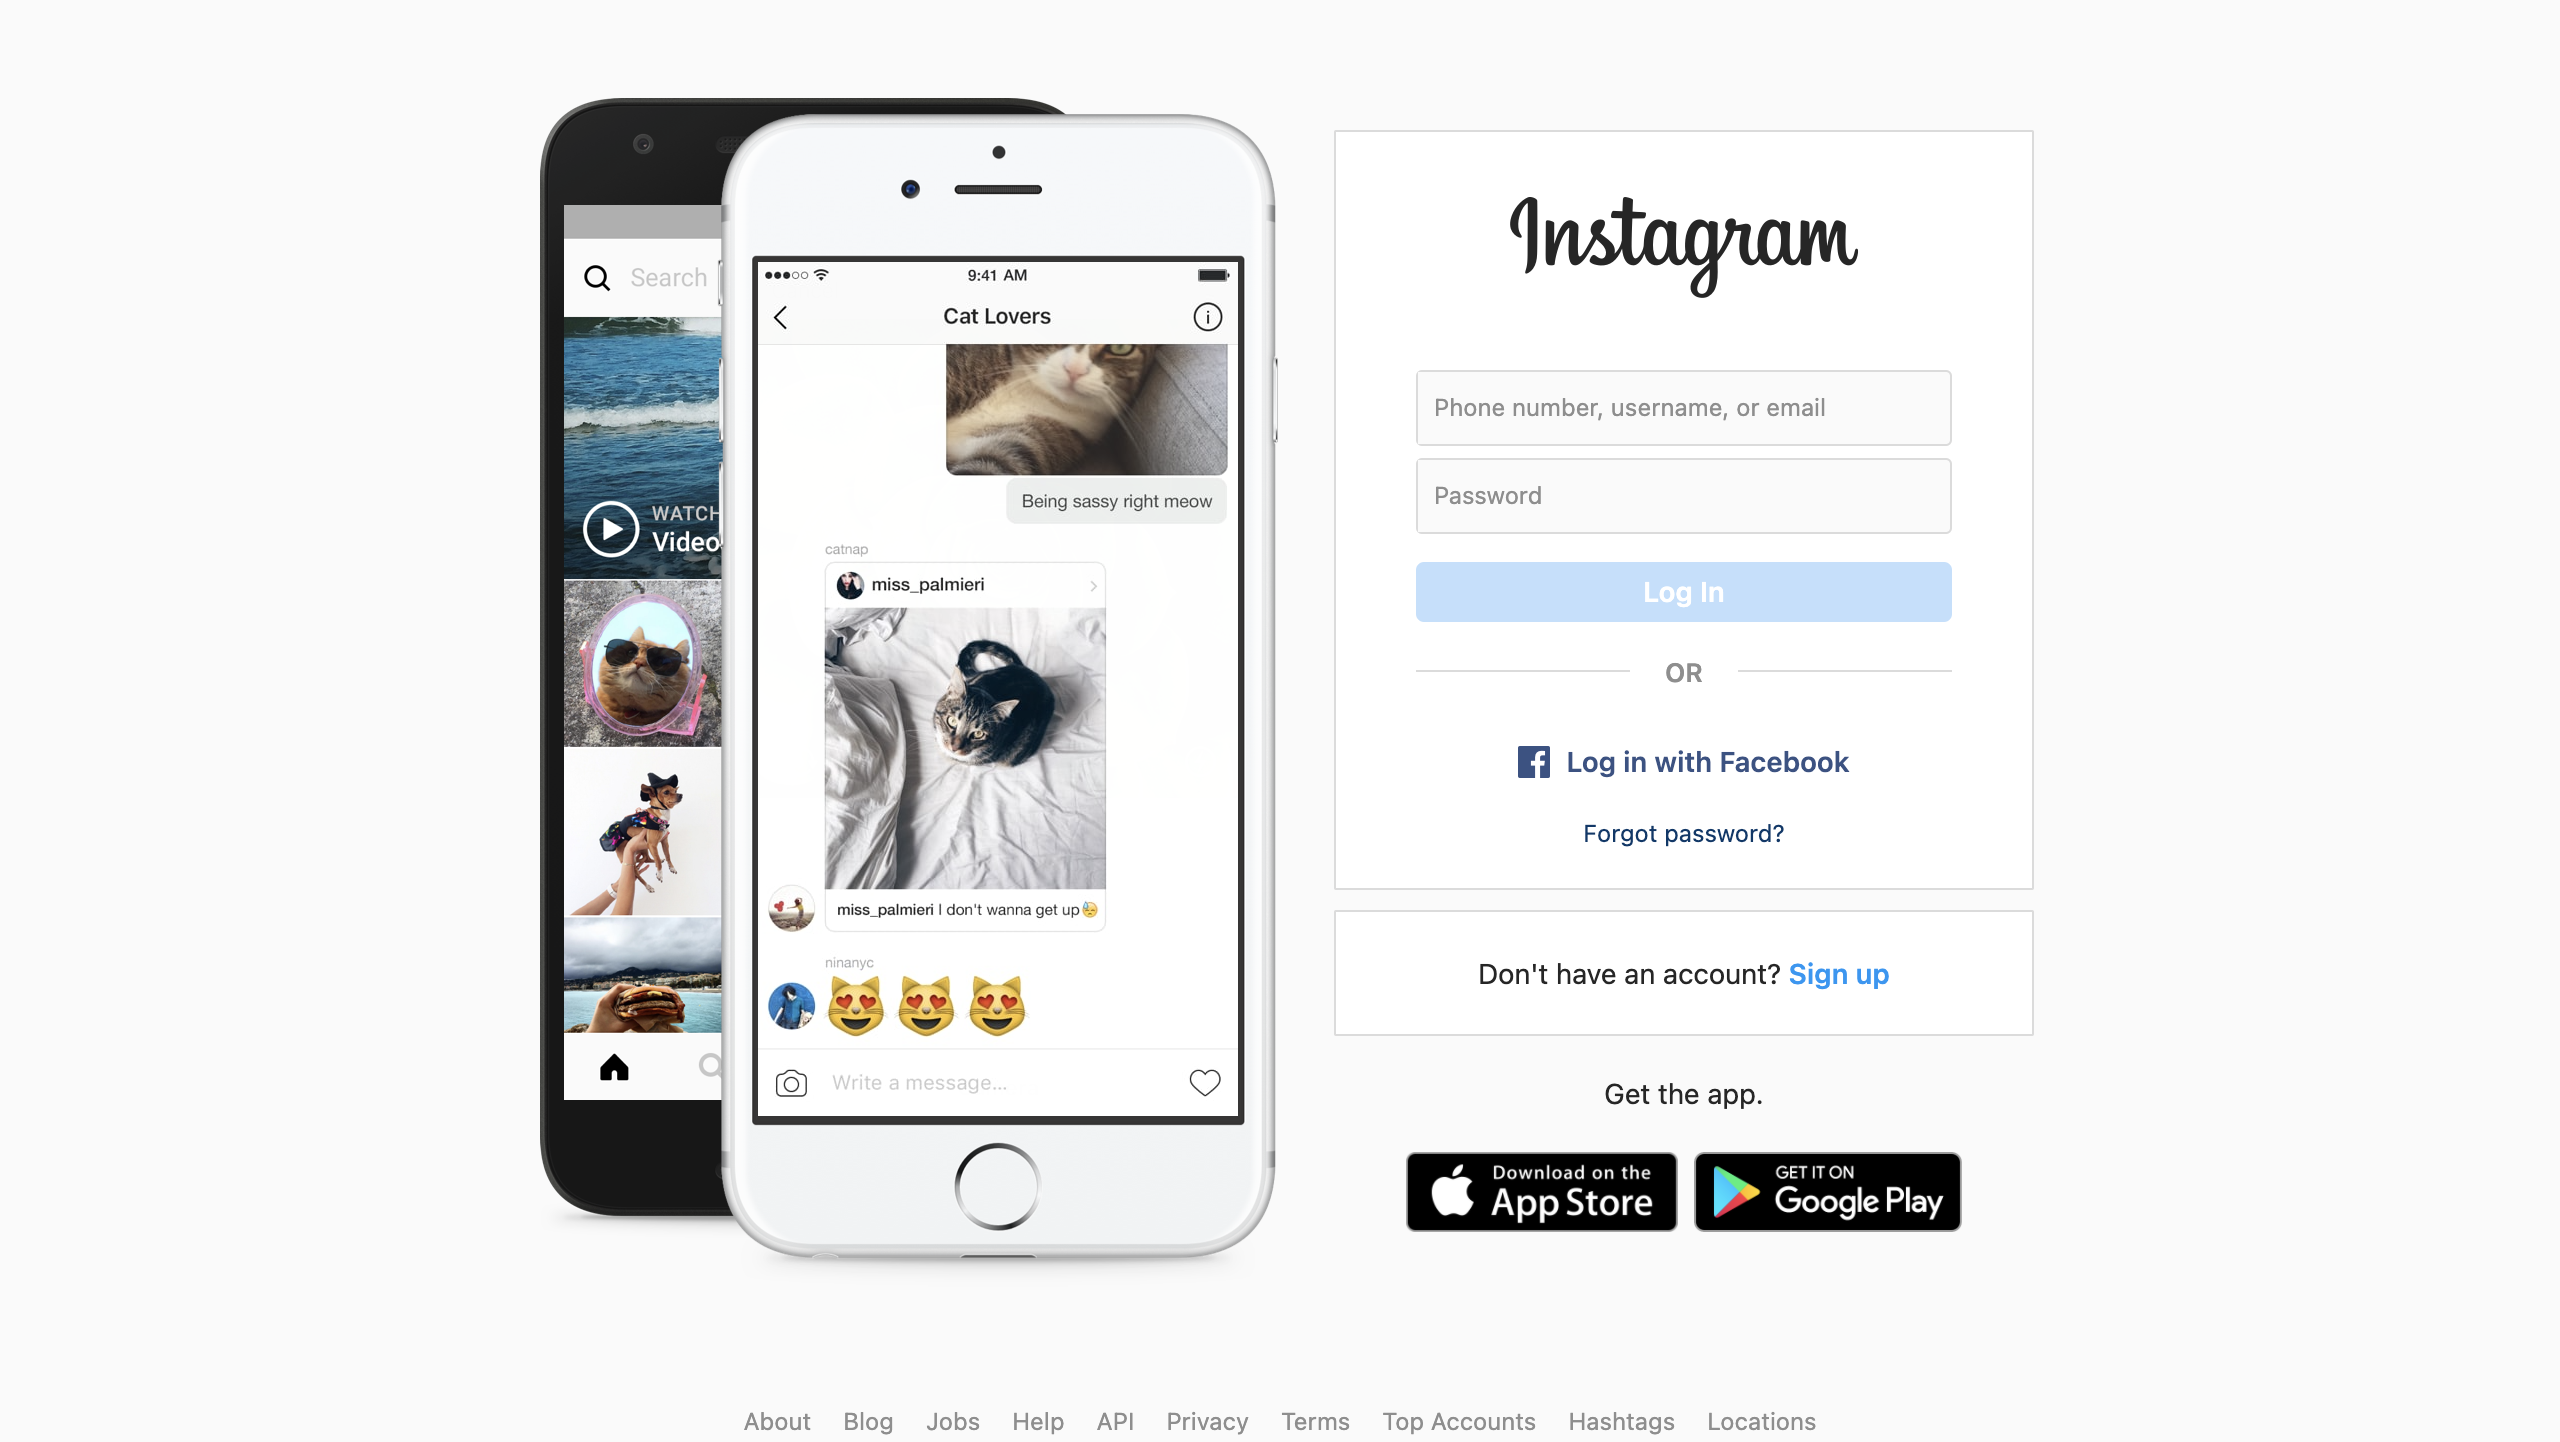 Search
WATCH
Video
9:41 AM
Cat Lovers
Being sassy right meow
catnap
miss_palmieri
miss_palmieri I don't wanna get up😓
ninanyc
😻😻😻
Write a message...
Instagram
Phone number, username, or email
Password
Log In
OR
Log in with Facebook
Forgot password?
Don't have an account? Sign up
Get the app.
Download on the
App Store
GET IT ON
Google Play
About Blog Jobs Help API Privacy Terms Top Accounts Hashtags Locations